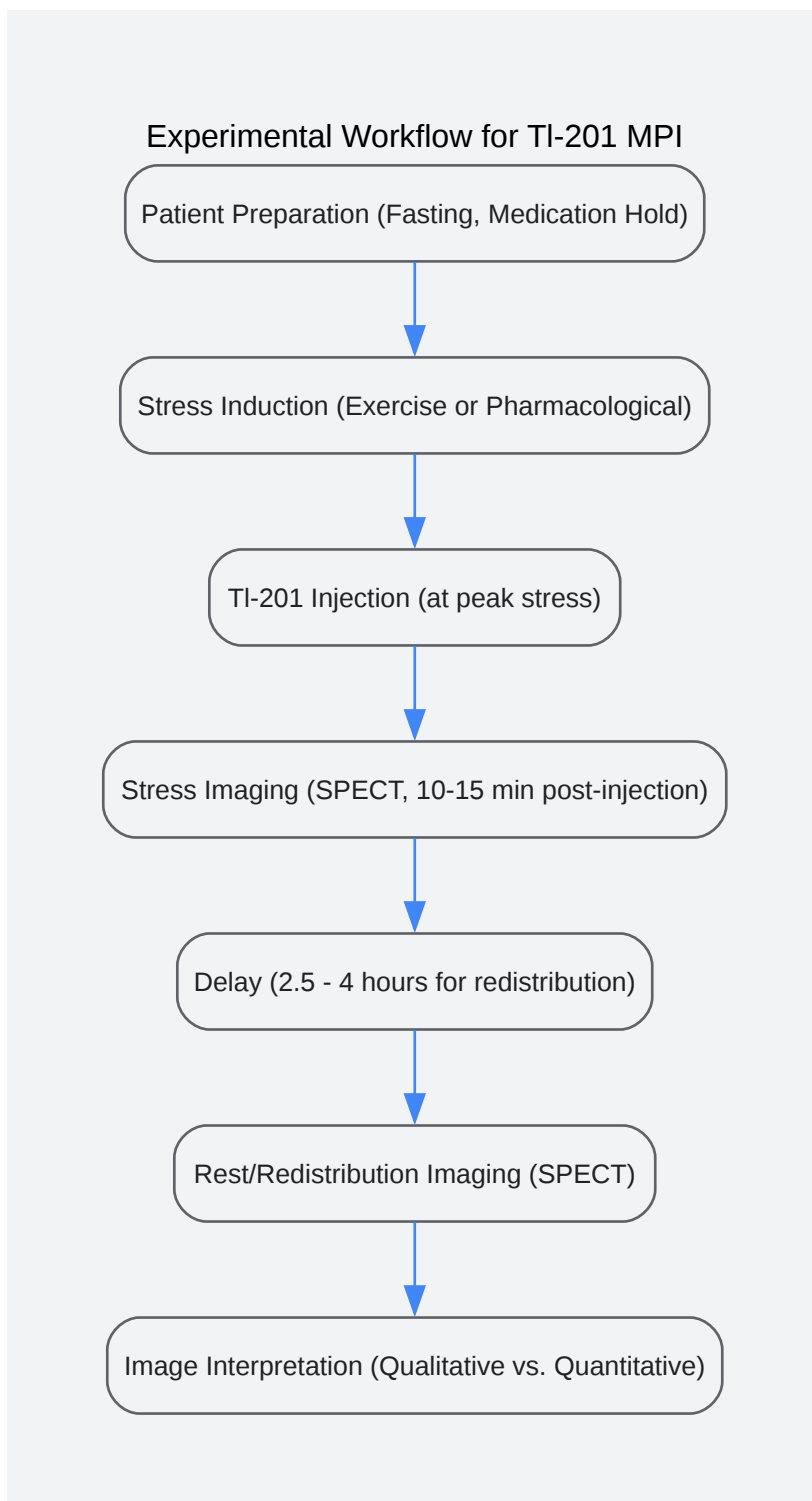 Experimental Workflow for Tl-201 MPI
Patient Preparation (Fasting, Medication Hold)
Stress Induction (Exercise or Pharmacological)
Tl-201 Injection (at peak stress)
Stress Imaging (SPECT, 10-15 min post-injection)
Delay (2.5 - 4 hours for redistribution)
Rest/Redistribution Imaging (SPECT)
Image Interpretation (Qualitative vs. Quantitative)